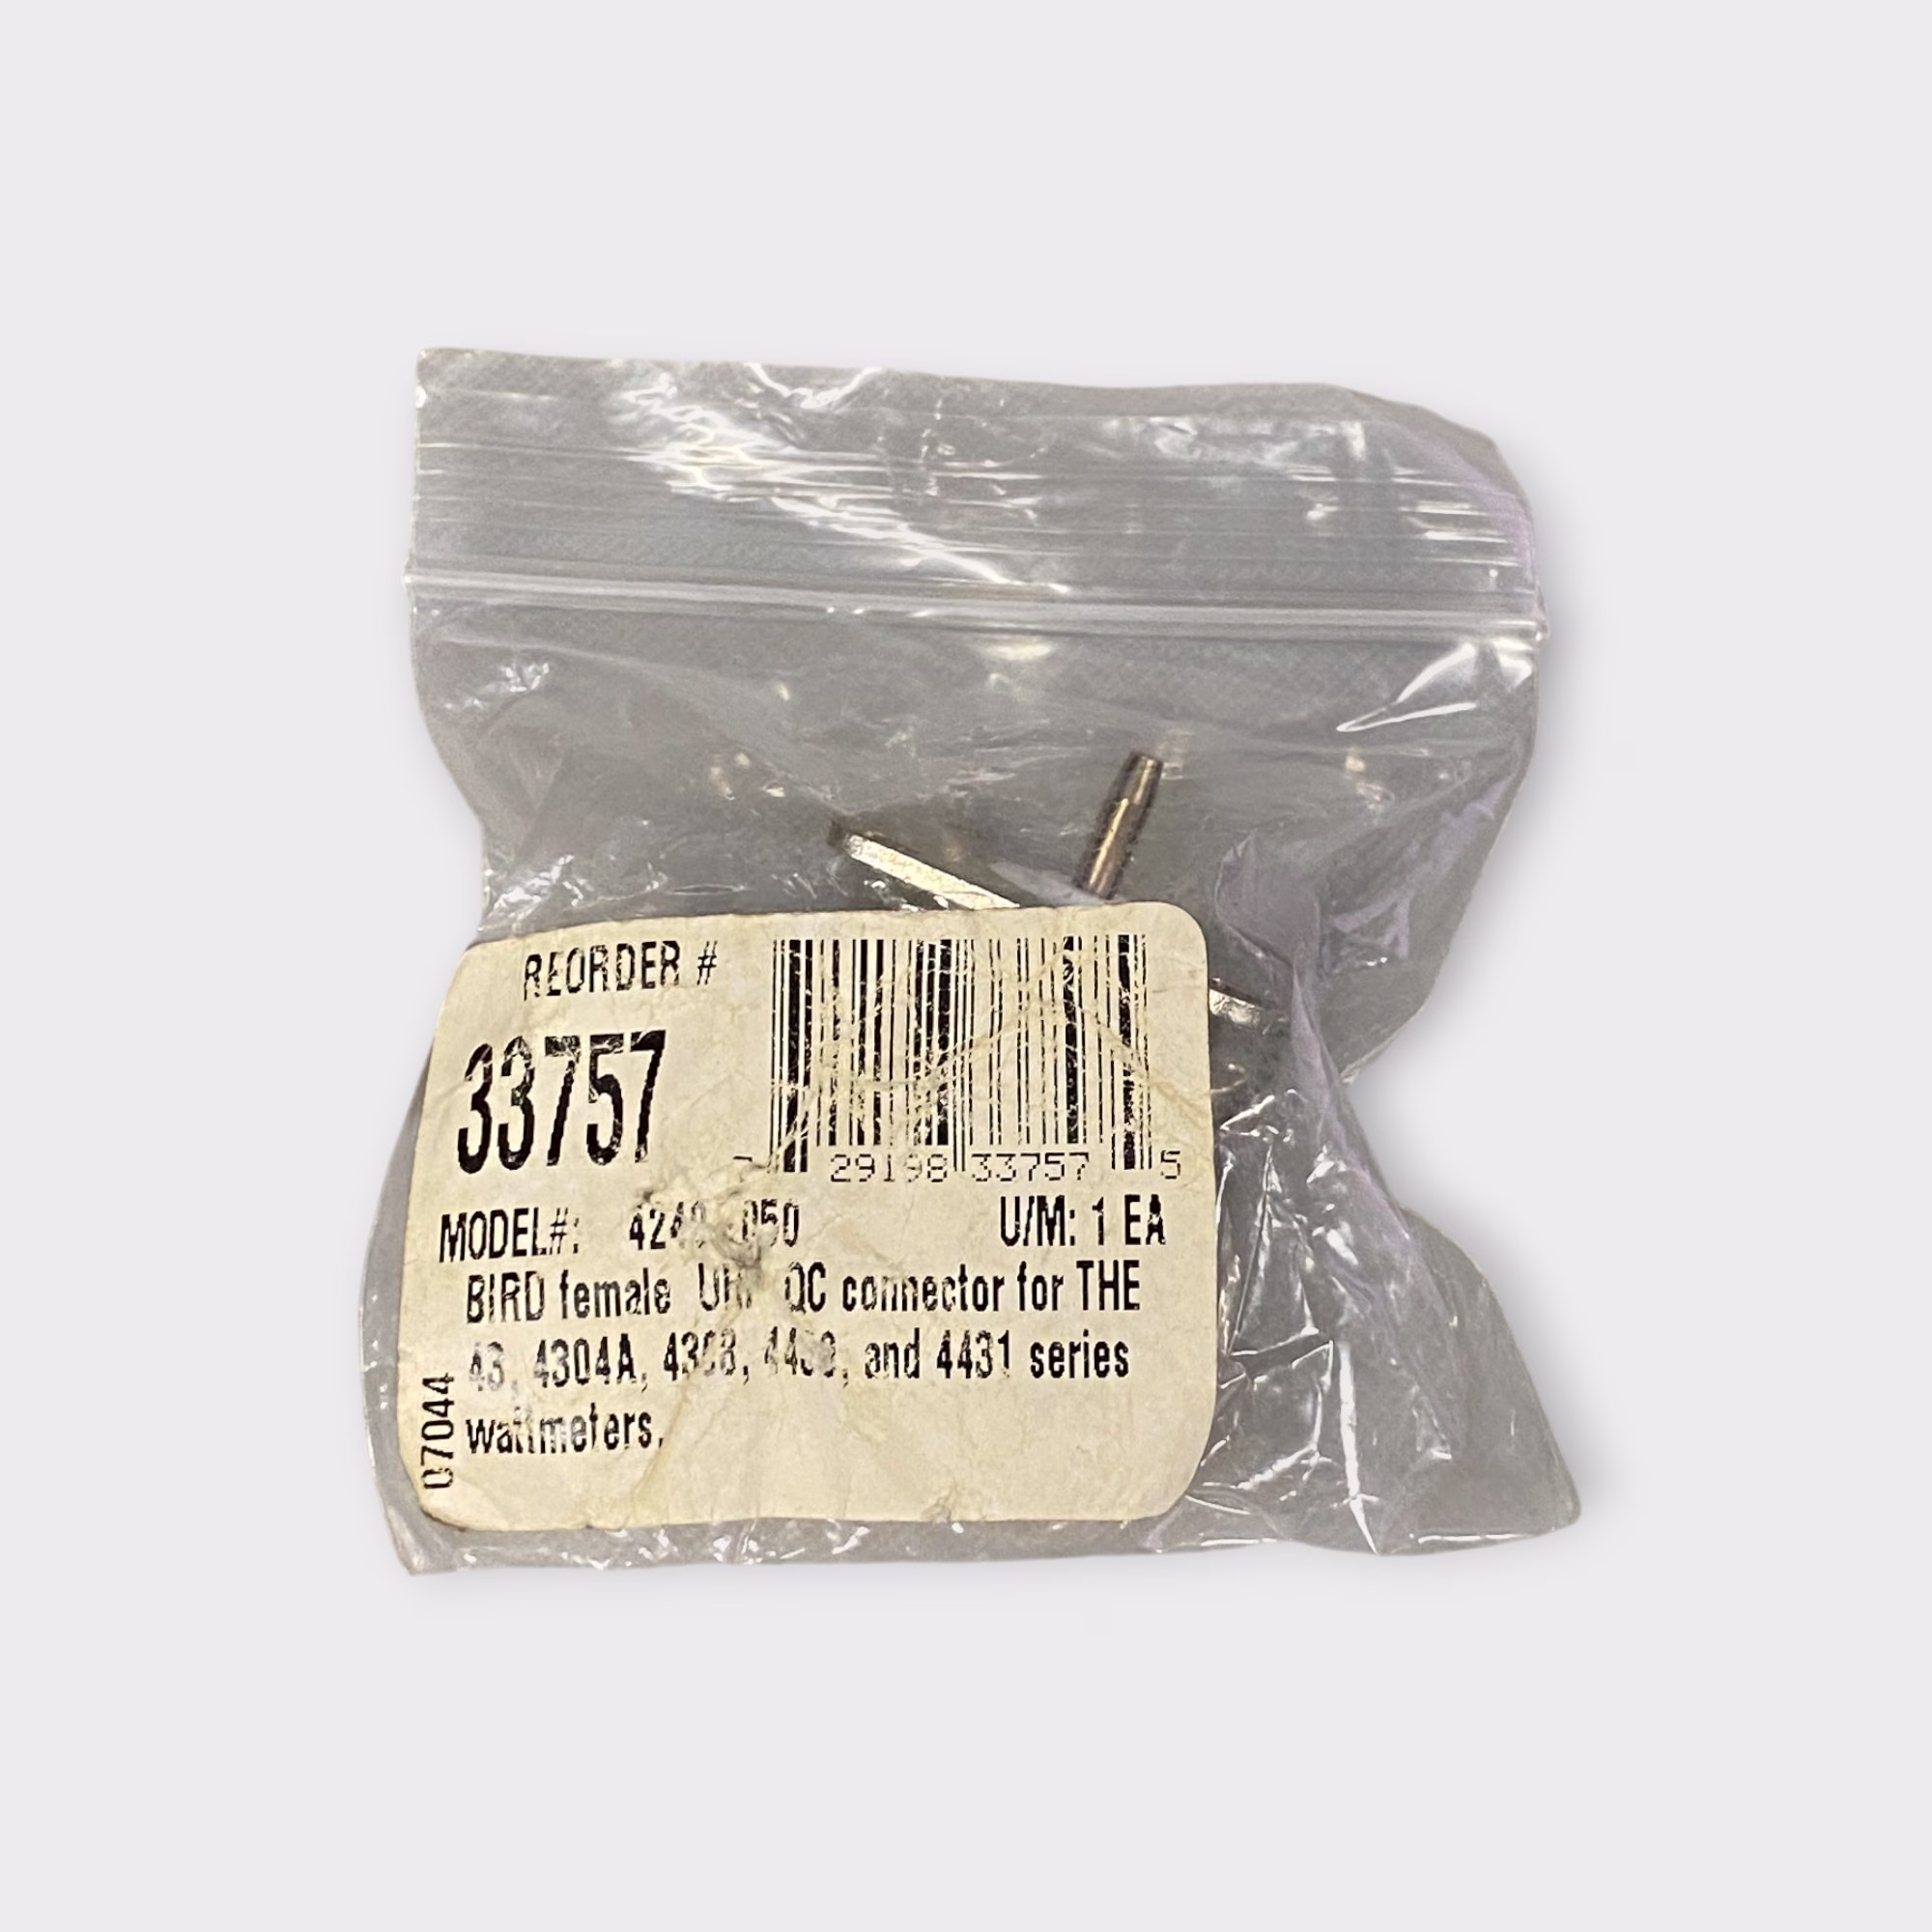 REORDER #
33757
29198 33757 5
MODEL#: U/M: 1 EA
BIRD female QC connector for THE
43, 4304A, and 4431 series
wattmeters.
07044